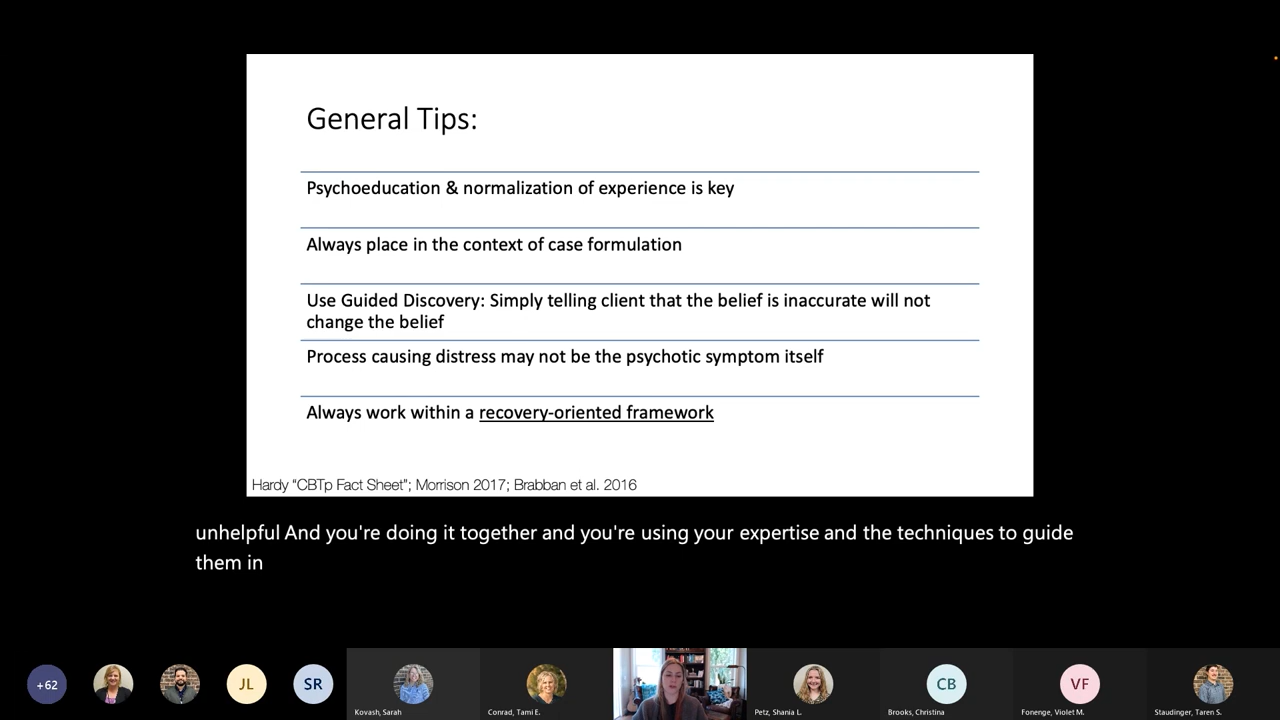 General Tips:
Psychoeducation & normalization of experience is key
Always place in the context of case formulation
Use Guided Discovery: Simply telling client that the belief is inaccurate will not
change the belief
Process causing distress may not be the psychotic symptom itself
Always work within a recovery-oriented framework
Hardy "CBTp Fact Sheet"; Morrison 2017; Brabban et al. 2016
unhelpful And you're doing it together and you're using your expertise and the techniques to guide
them in
+62
JL
SR
CB
VF
Kovash, Sarah
Conrad, Tami E.
Petz, Shania L.
Brooks, Christina
Fonenge, Violet M.
Staudinger, Taren S.